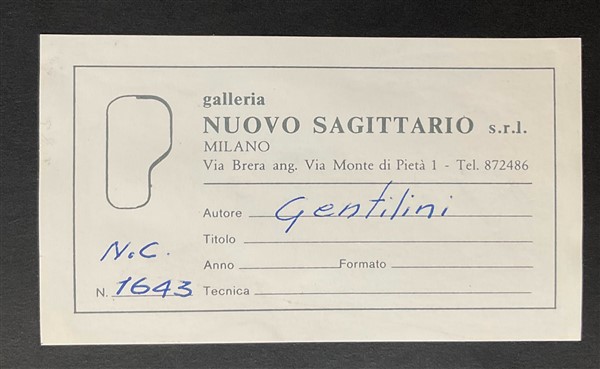 galleria
NUOVO SAGITTARIO s.r.l.
MILANO
Via Brera ang. Via Monte di Pietà 1 - Tel. 872486
Autore Gentilini
Titolo
N.C.
Anno Formato
N. 1643 Tecnica